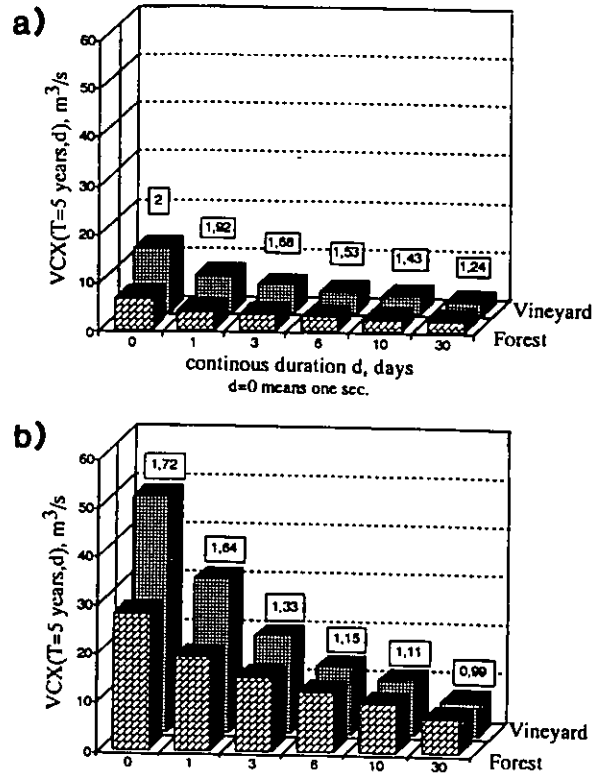 a)
VCX(T=5 years,d), m³/s
60
50
40
30
20
10
0
2
1,92
1,68
1,53
1,43
1,24
Vineyard
Forest
0 1 3 6 10 30
continous duration d, days
d=0 means one sec.
b)
VCX(T=5 years,d), m³/s
60
50
40
30
20
10
0
1,72
1,64
1,33
1,15
1,11
0,99
Vineyard
Forest
0 1 3 6 10 30